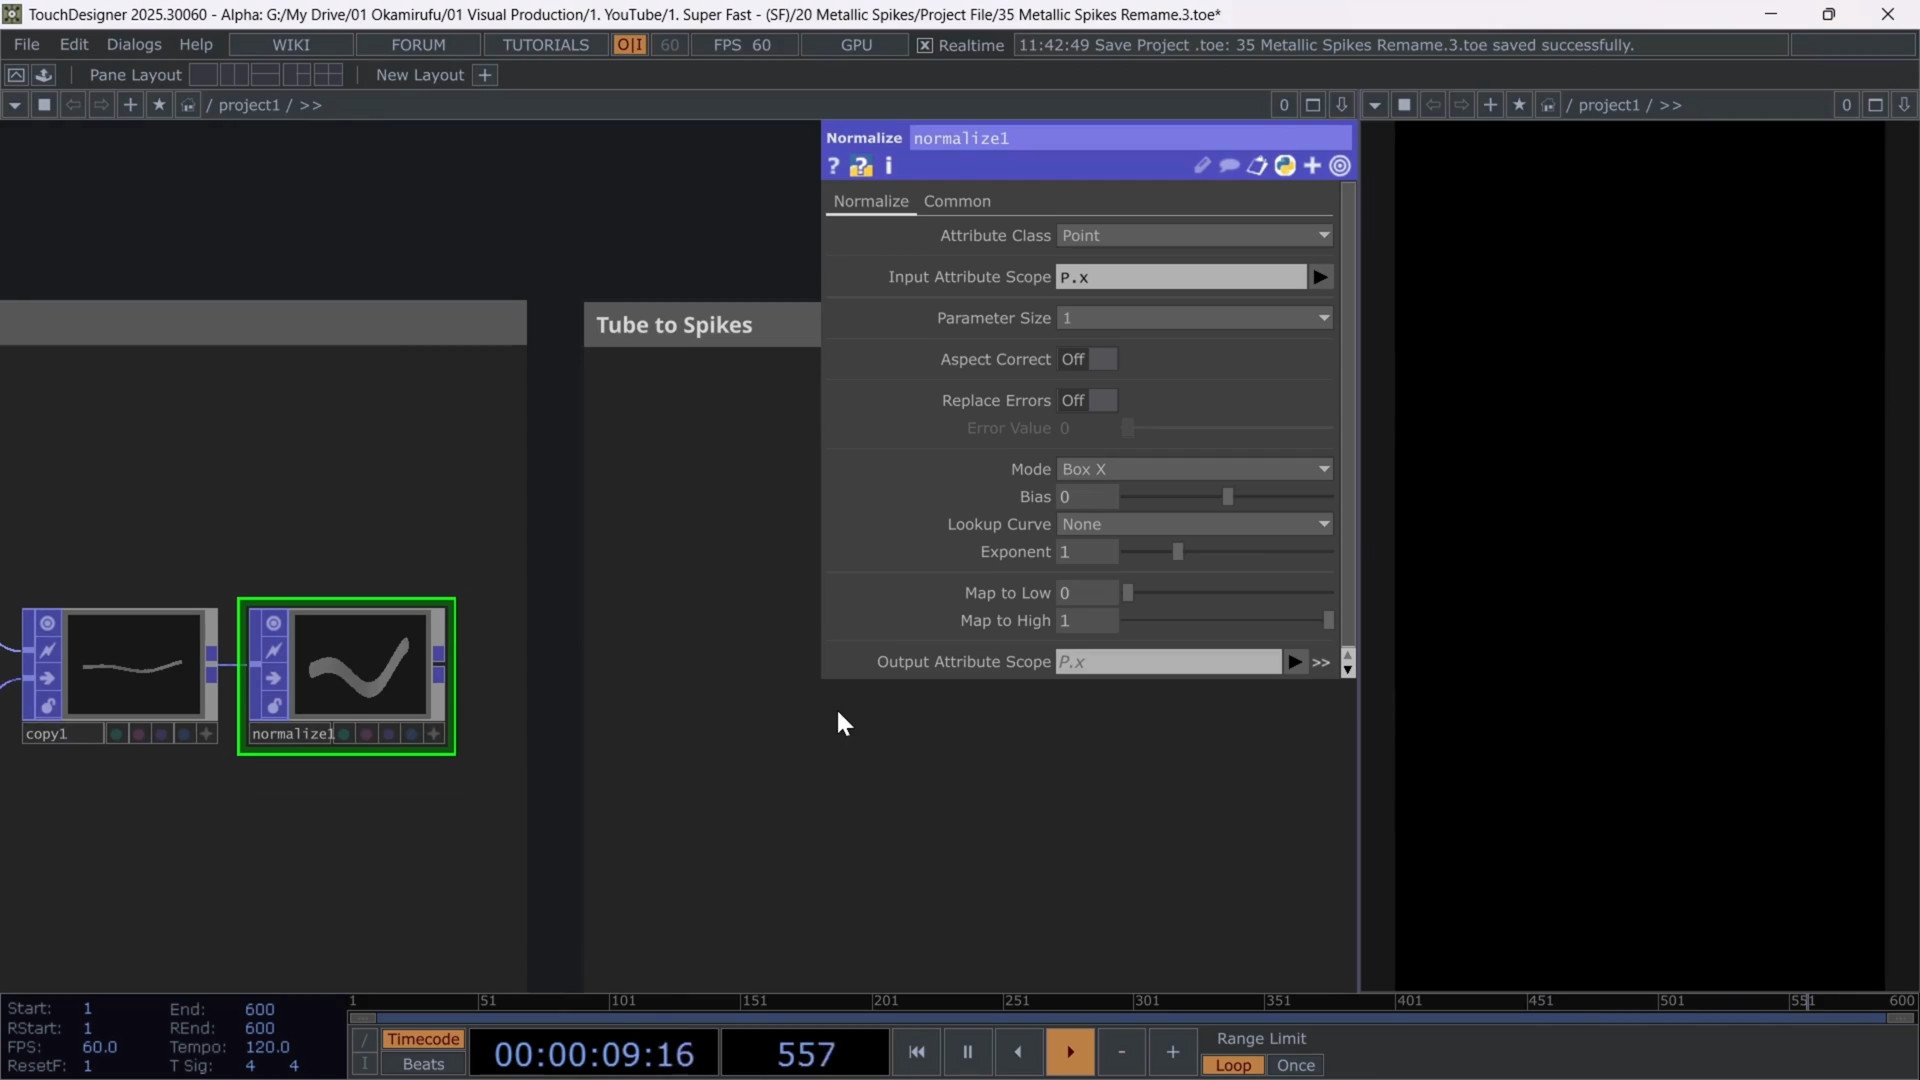 TouchDesigner 2025.30060 - Alpha: G:/My Drive/01 Okamirufu/01 Visual Production/1. YouTube/1. Super Fast - (SF)/20 Metallic Spikes/Project File/35 Metallic Spikes Remame.3.toe*
File Edit Dialogs Help WIKI FORUM TUTORIALS O|I 60 FPS 60 GPU Realtime 11:42:49 Save Project .toe: 35 Metallic Spikes Remame.3.toe saved successfully.
Pane Layout New Layout +
/ project1 / >> 0 / project1 / >> 0
Normalize normalize1
? ? i
Normalize Common
Attribute Class Point
Input Attribute Scope P.x
Parameter Size 1
Aspect Correct Off
Replace Errors Off
Error Value 0
Mode Box X
Bias 0
Lookup Curve None
Exponent 1
Map to Low 0
Map to High 1
Output Attribute Scope P.x >>
Tube to Spikes
copy1
normalize1
1 51 101 151 201 251 301 351 401 451 501 551 600
Start: 1 End: 600
RStart: 1 REnd: 600
FPS: 60.0 Tempo: 120.0
ResetF: 1 T Sig: 4 4
/ Timecode
I Beats
00:00:09:16
557
- +
Range Limit
Loop Once